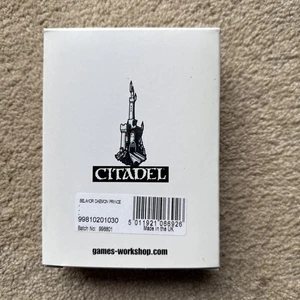 CITADEL
BELAKOR DAEMON PRINCE
99810201030
Batch No: 998601
5 011921 066926
Made in the UK
games-workshop.com